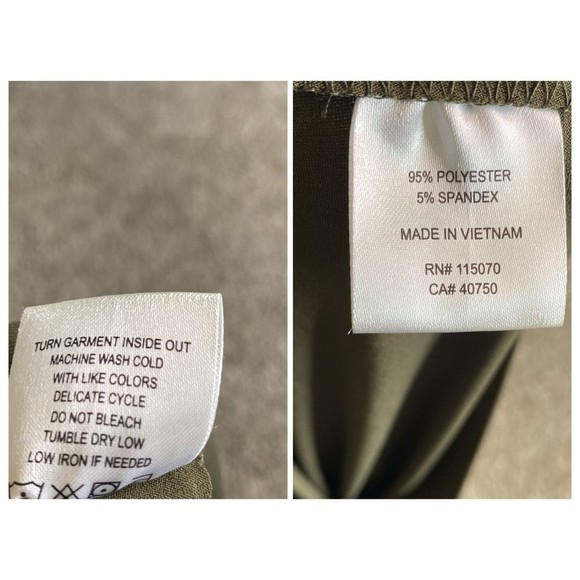 TURN GARMENT INSIDE OUT
MACHINE WASH COLD
WITH LIKE COLORS
DELICATE CYCLE
DO NOT BLEACH
TUMBLE DRY LOW
LOW IRON IF NEEDED
95% POLYESTER
5% SPANDEX
MADE IN VIETNAM
RN# 115070
CA# 40750